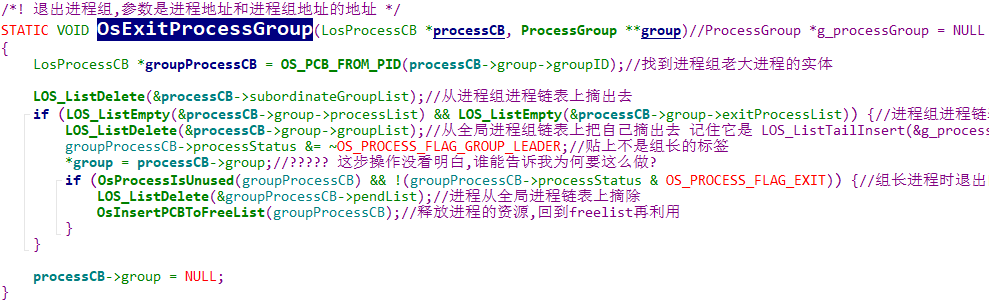 /*! 退出进程组,参数是进程地址和进程组地址的地址 */
STATIC VOID OsExitProcessGroup(LosProcessCB *processCB, ProcessGroup **group)//ProcessGroup *g_processGroup = NULL
{
LosProcessCB *groupProcessCB = OS_PCB_FROM_PID(processCB->group->groupID);//找到进程组老大进程的实体
LOS_ListDelete(&processCB->subordinateGroupList);//从进程组进程链表上摘出去
if (LOS_ListEmpty(&processCB->group->processList) && LOS_ListEmpty(&processCB->group->exitProcessList)) {//进程组进程链
LOS_ListDelete(&processCB->group->groupList);//从全局进程组链表上把自己摘出去 记住它是 LOS_ListTailInsert(&g_process
groupProcessCB->processStatus &= ~OS_PROCESS_FLAG_GROUP_LEADER;//贴上不是组长的标签
*group = processCB->group;//????? 这步操作没看明白,谁能告诉我为何要这么做?
if (OsProcessIsUnused(groupProcessCB) && !(groupProcessCB->processStatus & OS_PROCESS_FLAG_EXIT)) {//组长进程时退出
LOS_ListDelete(&groupProcessCB->pendList);//进程从全局进程链表上摘除
OsInsertPCBToFreeList(groupProcessCB);//释放进程的资源,回到freelist再利用
}
}
processCB->group = NULL;
}